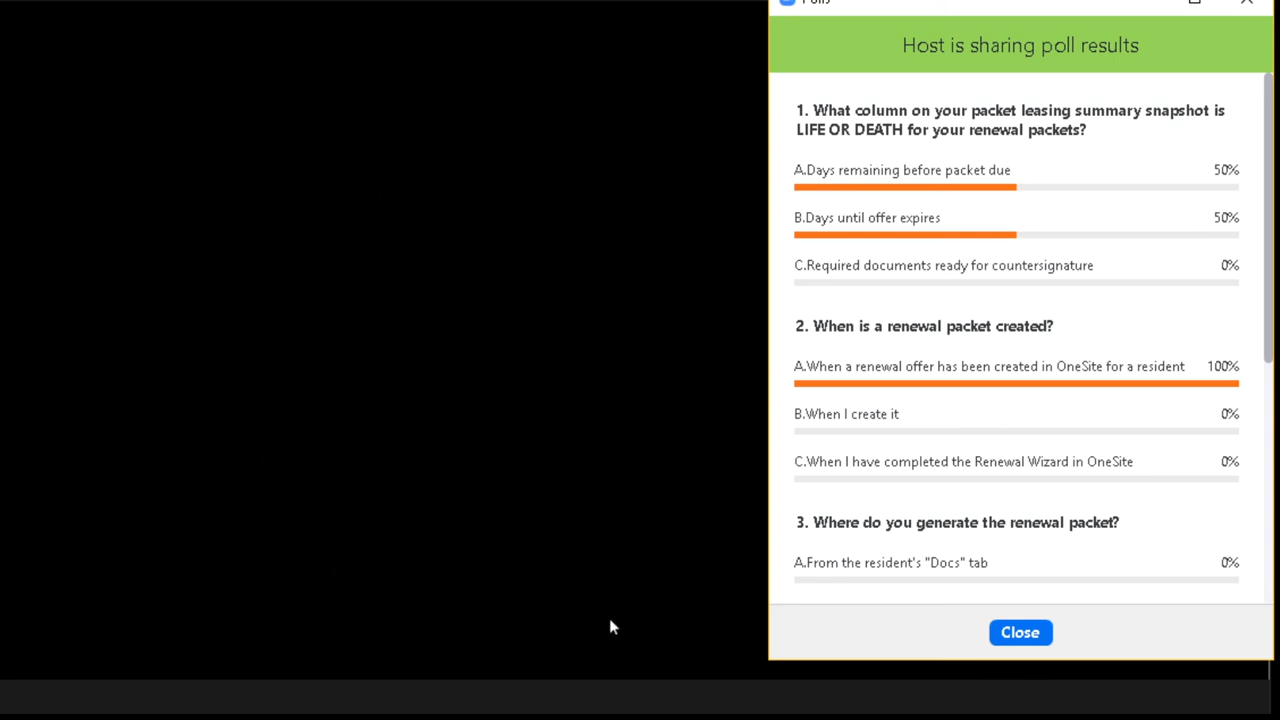 Polls
Host is sharing poll results
1. What column on your packet leasing summary snapshot is
LIFE OR DEATH for your renewal packets?
A.Days remaining before packet due 50%
B.Days until offer expires 50%
C.Required documents ready for countersignature 0%
2. When is a renewal packet created?
A.When a renewal offer has been created in OneSite for a resident 100%
B.When I create it 0%
C.When I have completed the Renewal Wizard in OneSite 0%
3. Where do you generate the renewal packet?
A.From the resident's "Docs" tab 0%
Close